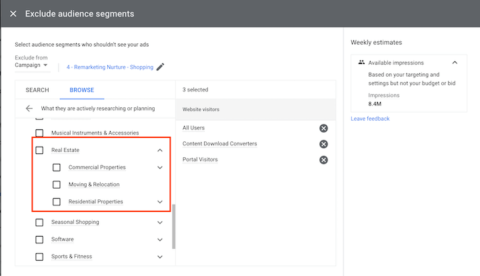 Exclude audience segments
Select audience segments who shouldn't see your ads
Exclude from
Campaign
4 - Remarketing Nurture - Shopping
SEARCH
BROWSE
What they are actively researching or planning
Musical Instruments & Accessories
Real Estate
Commercial Properties
Moving & Relocation
Residential Properties
Seasonal Shopping
Software
Sports & Fitness
3 selected
Website visitors
All Users
Content Download Converters
Portal Visitors
Weekly estimates
Available impressions
Based on your targeting and
settings but not your budget or bid
Impressions
8.4M
Leave feedback